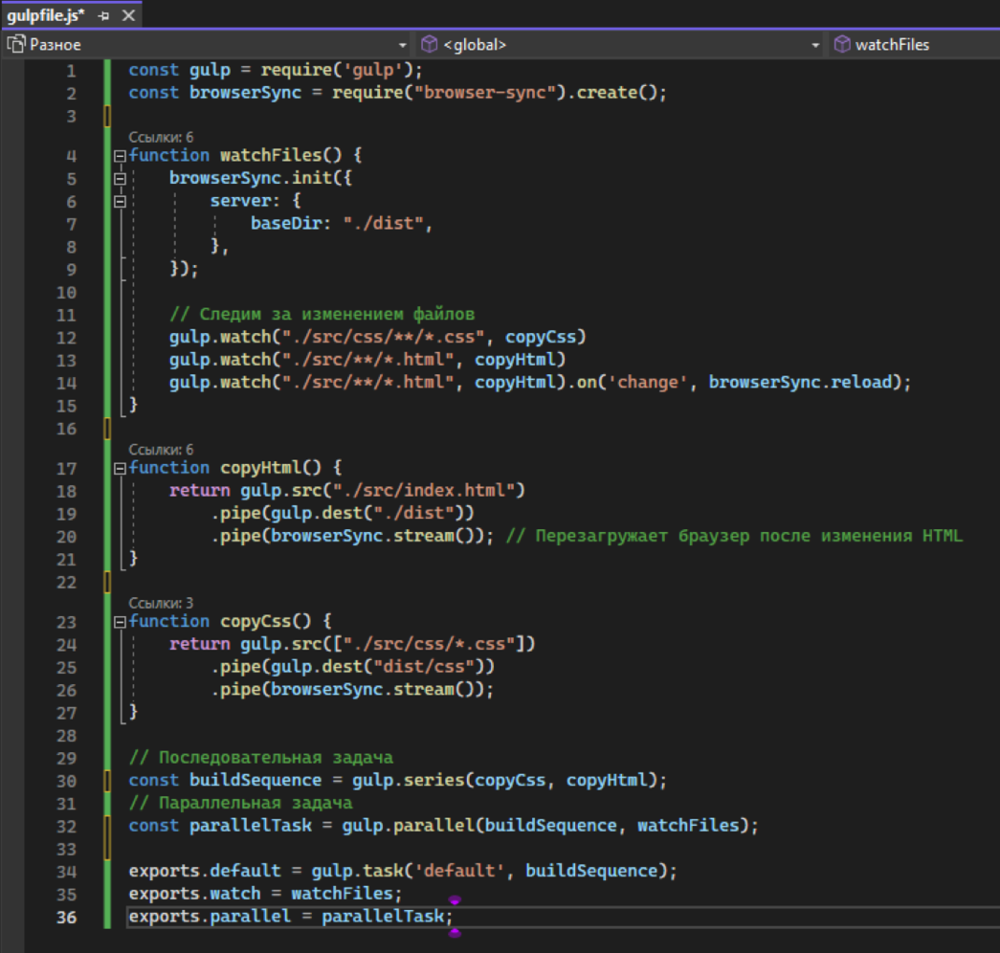 gulpfile.js*
Разное <global> watchFiles
1 const gulp = require('gulp');
2 const browserSync = require("browser-sync").create();
3
Ссылки: 6
4 function watchFiles() {
5     browserSync.init({
6         server: {
7             baseDir: "./dist",
8         },
9     });
10
11     // Следим за изменением файлов
12     gulp.watch("./src/css/**/*.css", copyCss)
13     gulp.watch("./src/**/*.html", copyHtml)
14     gulp.watch("./src/**/*.html", copyHtml).on('change', browserSync.reload);
15 }
16
Ссылки: 6
17 function copyHtml() {
18     return gulp.src("./src/index.html")
19         .pipe(gulp.dest("./dist"))
20         .pipe(browserSync.stream()); // Перезагружает браузер после изменения HTML
21 }
22
Ссылки: 3
23 function copyCss() {
24     return gulp.src(["./src/css/*.css"])
25         .pipe(gulp.dest("dist/css"))
26         .pipe(browserSync.stream());
27 }
28
29 // Последовательная задача
30 const buildSequence = gulp.series(copyCss, copyHtml);
31 // Параллельная задача
32 const parallelTask = gulp.parallel(buildSequence, watchFiles);
33
34 exports.default = gulp.task('default', buildSequence);
35 exports.watch = watchFiles;
36 exports.parallel = parallelTask;